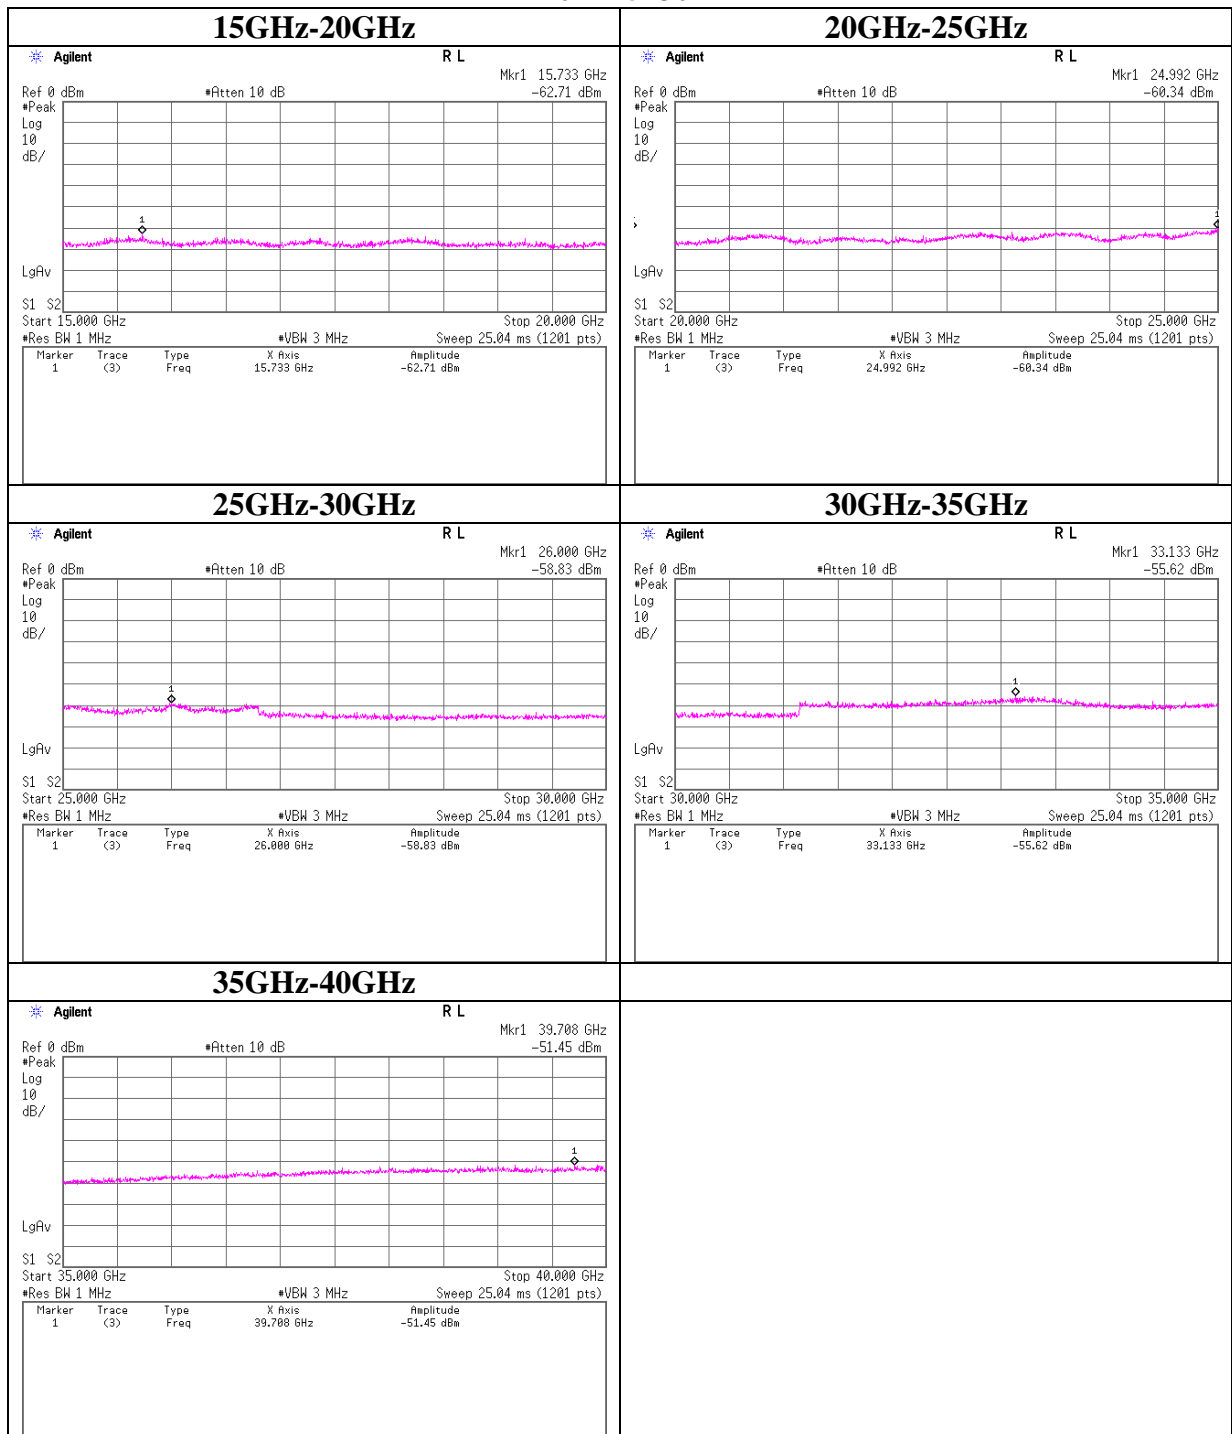 15GHz-20GHz
Agilent R L
Mkr1 15.733 GHz
Ref 0 dBm #Atten 10 dB -62.71 dBm
#Peak
Log
10
dB/
1
LgAv
S1 S2
Start 15.000 GHz Stop 20.000 GHz
#Res BW 1 MHz #VBW 3 MHz Sweep 25.04 ms (1201 pts)
Marker Trace Type X Axis Amplitude
1 (3) Freq 15.733 GHz -62.71 dBm
20GHz-25GHz
Agilent R L
Mkr1 24.992 GHz
Ref 0 dBm #Atten 10 dB -60.34 dBm
#Peak
Log
10
dB/
1
LgAv
S1 S2
Start 20.000 GHz Stop 25.000 GHz
#Res BW 1 MHz #VBW 3 MHz Sweep 25.04 ms (1201 pts)
Marker Trace Type X Axis Amplitude
1 (3) Freq 24.992 GHz -60.34 dBm
25GHz-30GHz
Agilent R L
Mkr1 26.000 GHz
Ref 0 dBm #Atten 10 dB -58.83 dBm
#Peak
Log
10
dB/
1
LgAv
S1 S2
Start 25.000 GHz Stop 30.000 GHz
#Res BW 1 MHz #VBW 3 MHz Sweep 25.04 ms (1201 pts)
Marker Trace Type X Axis Amplitude
1 (3) Freq 26.000 GHz -58.83 dBm
30GHz-35GHz
Agilent R L
Mkr1 33.133 GHz
Ref 0 dBm #Atten 10 dB -55.62 dBm
#Peak
Log
10
dB/
1
LgAv
S1 S2
Start 30.000 GHz Stop 35.000 GHz
#Res BW 1 MHz #VBW 3 MHz Sweep 25.04 ms (1201 pts)
Marker Trace Type X Axis Amplitude
1 (3) Freq 33.133 GHz -55.62 dBm
35GHz-40GHz
Agilent R L
Mkr1 39.708 GHz
Ref 0 dBm #Atten 10 dB -51.45 dBm
#Peak
Log
10
dB/
1
LgAv
S1 S2
Start 35.000 GHz Stop 40.000 GHz
#Res BW 1 MHz #VBW 3 MHz Sweep 25.04 ms (1201 pts)
Marker Trace Type X Axis Amplitude
1 (3) Freq 39.708 GHz -51.45 dBm